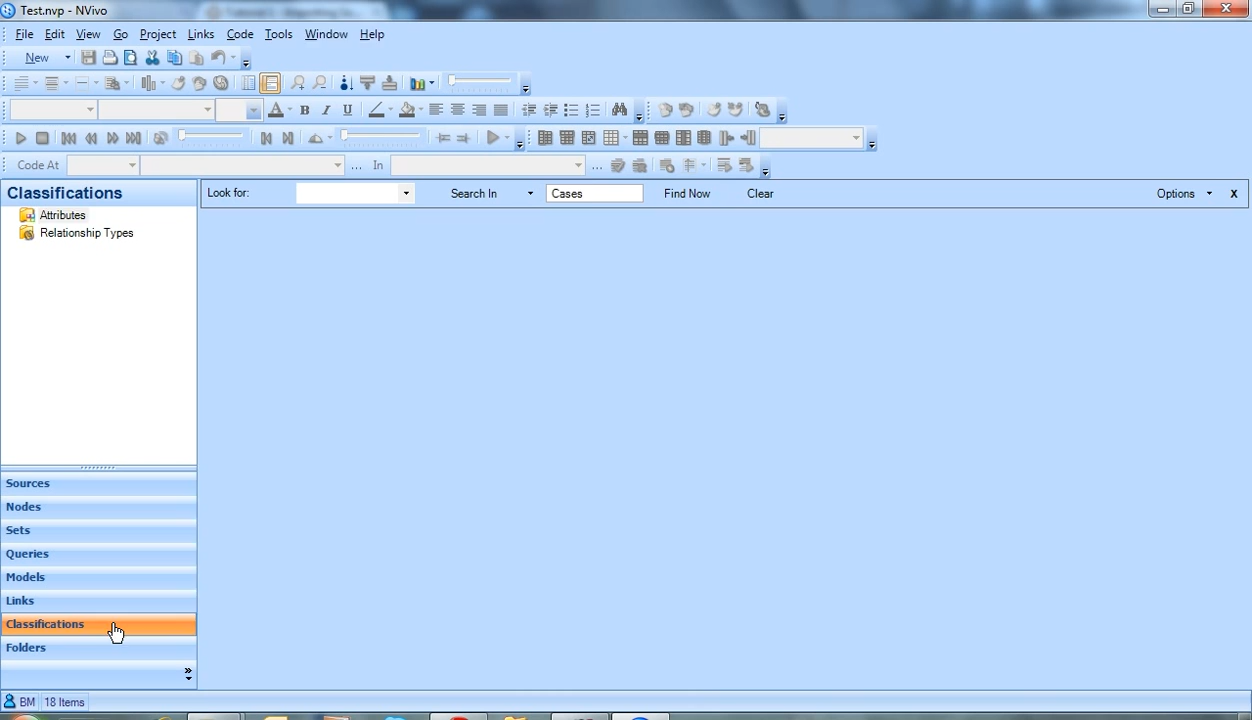 Test.nvp - NVivo
File Edit View Go Project Links Code Tools Window Help
New
Code At In
Classifications
Look for: Search In Cases Find Now Clear Options X
Attributes
Relationship Types
Sources
Nodes
Sets
Queries
Models
Links
Classifications
Folders
BM 18 Items